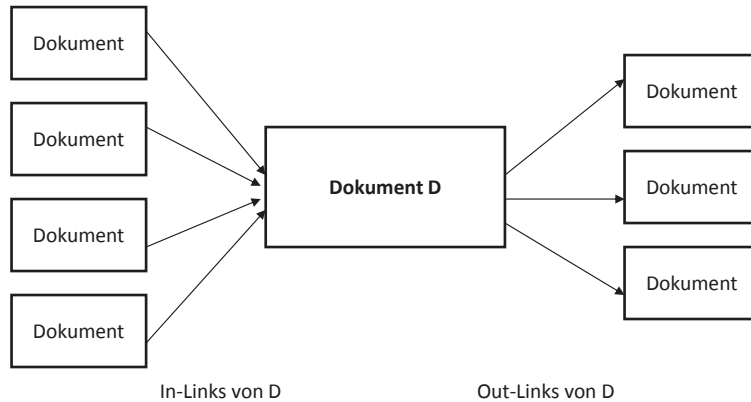 Dokument
Dokument
Dokument
Dokument
Dokument D
Dokument
Dokument
Dokument
In-Links von D
Out-Links von D